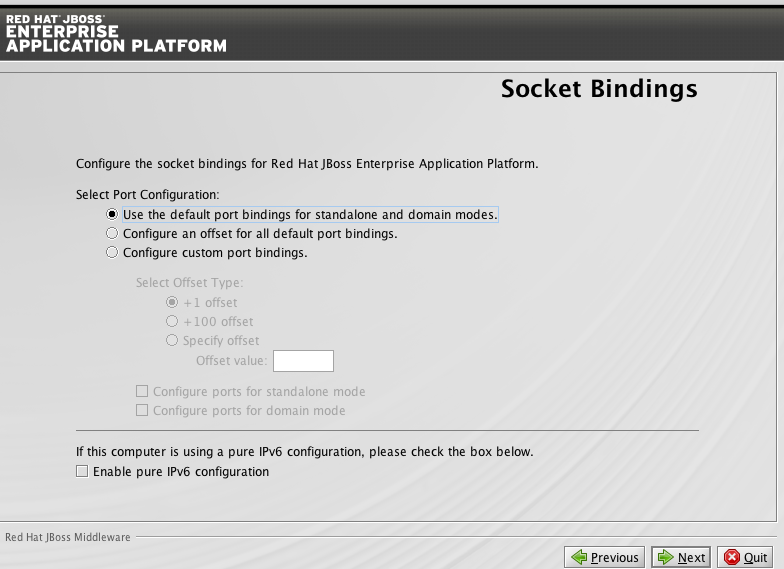 RED HAT JBOSS
ENTERPRISE
APPLICATION PLATFORM
Socket Bindings
Configure the socket bindings for Red Hat JBoss Enterprise Application Platform.
Select Port Configuration:
Use the default port bindings for standalone and domain modes.
Configure an offset for all default port bindings.
Configure custom port bindings.
Select Offset Type:
+1 offset
+100 offset
Specify offset
Offset value:
Configure ports for standalone mode
Configure ports for domain mode
If this computer is using a pure IPv6 configuration, please check the box below.
Enable pure IPv6 configuration
Red Hat JBoss Middleware
Previous Next Quit